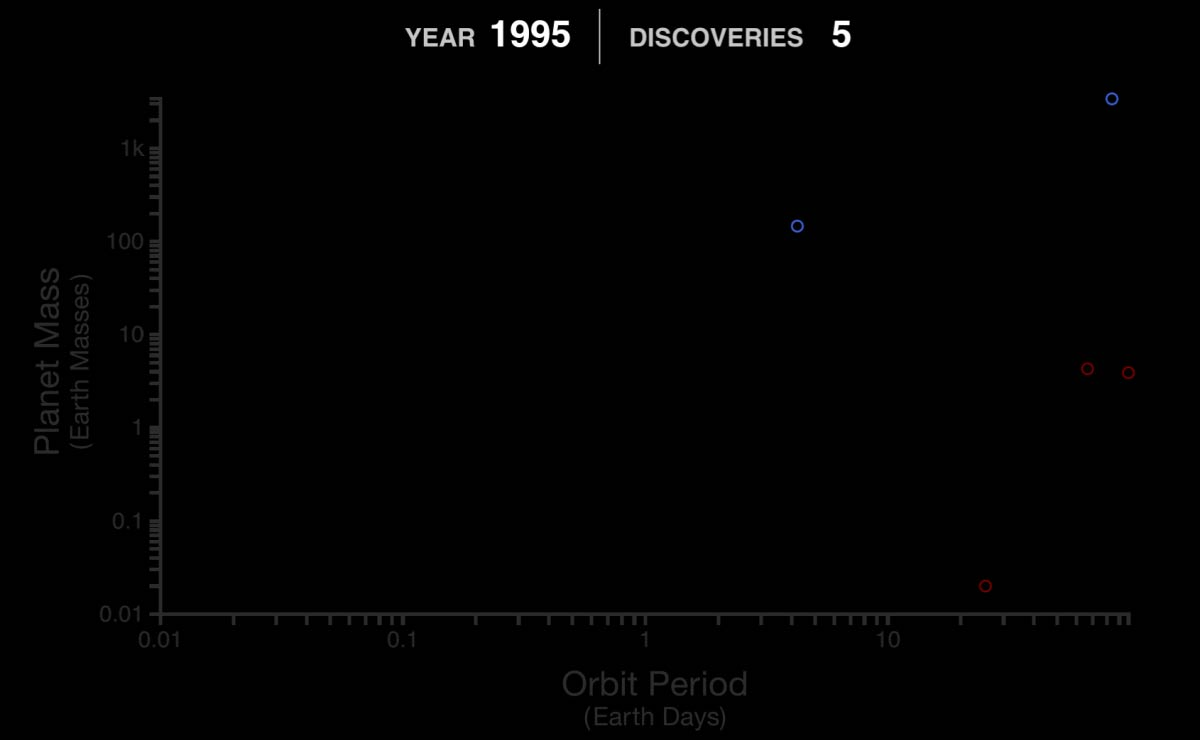 YEAR 1995 DISCOVERIES 5
1k
100
10
1
0.1
0.01
Planet Mass
(Earth Masses)
0.01 0.1 1 10
Orbit Period
(Earth Days)